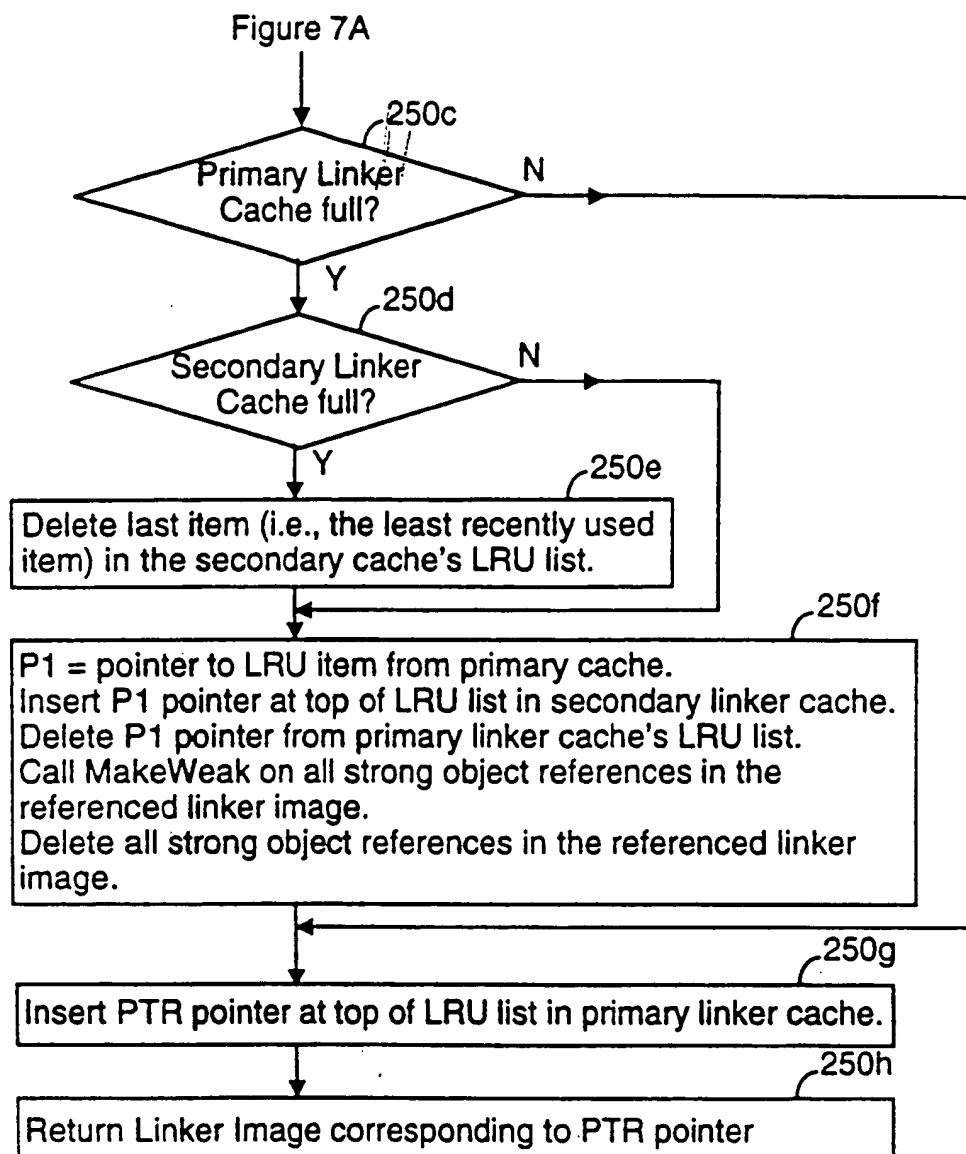 Figure 7A
250c
Primary Linker
Cache full?
N
Y
250d
Secondary Linker
Cache full?
N
Y
250e
Delete last item (i.e., the least recently used
item) in the secondary cache's LRU list.
250f
P1 = pointer to LRU item from primary cache.
Insert P1 pointer at top of LRU list in secondary linker cache.
Delete P1 pointer from primary linker cache's LRU list.
Call MakeWeak on all strong object references in the
referenced linker image.
Delete all strong object references in the referenced linker
image.
250g
Insert PTR pointer at top of LRU list in primary linker cache.
250h
Return Linker Image corresponding to PTR pointer